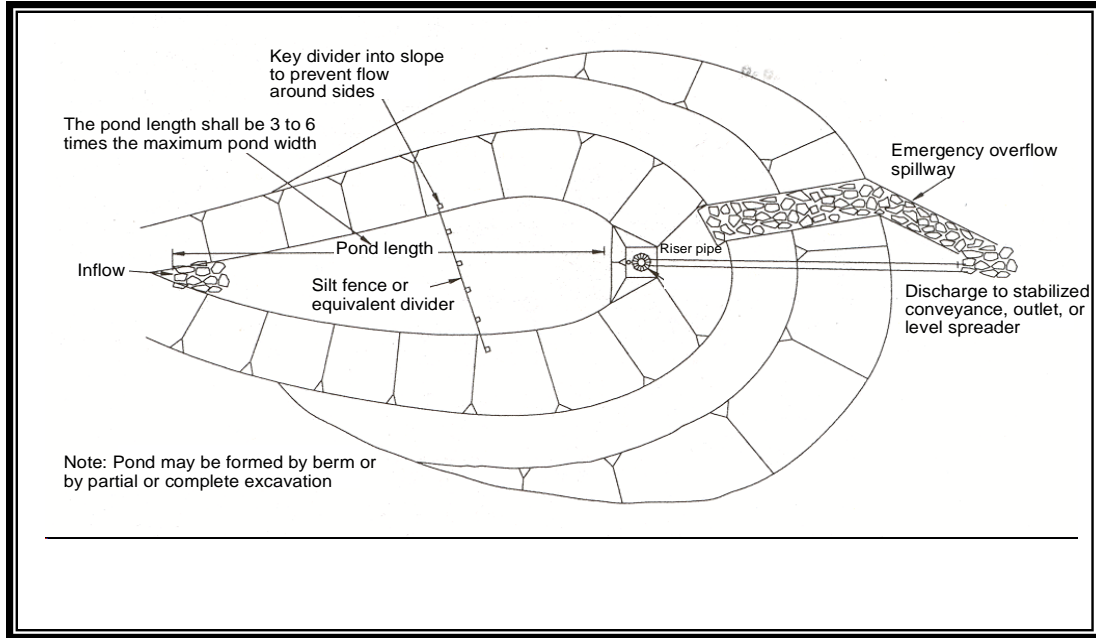 Key divider into slope
to prevent flow
around sides
The pond length shall be 3 to 6
times the maximum pond width
Emergency overflow
spillway
Pond length
Riser pipe
Inflow
Silt fence or
equivalent divider
Discharge to stabilized
conveyance, outlet, or
level spreader
Note: Pond may be formed by berm or
by partial or complete excavation